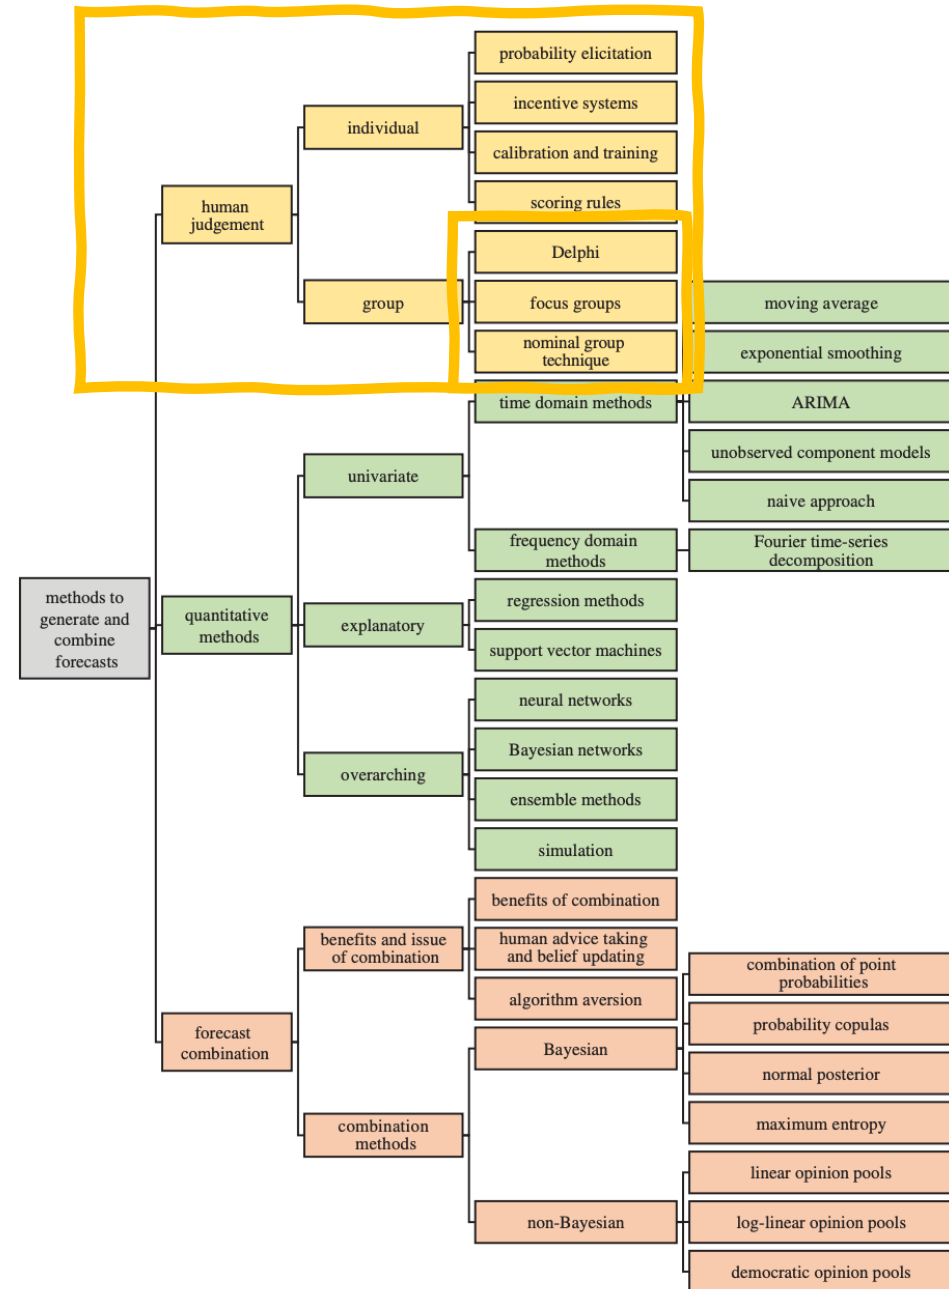 probability elicitation
incentive systems
individual
calibration and training
scoring rules
human
judgement
Delphi
group
focus groups
nominal group
technique
moving average
exponential smoothing
time domain methods
ARIMA
unobserved component models
univariate
naive approach
frequency domain
methods
Fourier time-series
decomposition
methods to
generate and
combine
forecasts
quantitative
methods
explanatory
regression methods
support vector machines
neural networks
Bayesian networks
overarching
ensemble methods
simulation
benefits of combination
benefits and issue
of combination
human advice taking
and belief updating
algorithm aversion
combination of point
probabilities
forecast
combination
Bayesian
probability copulas
normal posterior
maximum entropy
combination
methods
linear opinion pools
non-Bayesian
log-linear opinion pools
democratic opinion pools